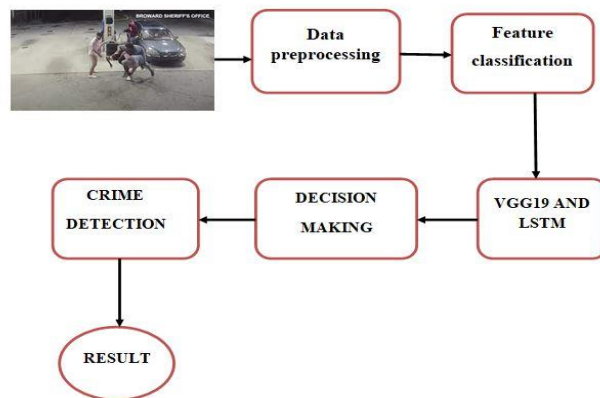 BROWARD SHERIFF'S OFFICE
Data
preprocessing
Feature
classification
VGG19 AND
LSTM
DECISION
MAKING
CRIME
DETECTION
RESULT